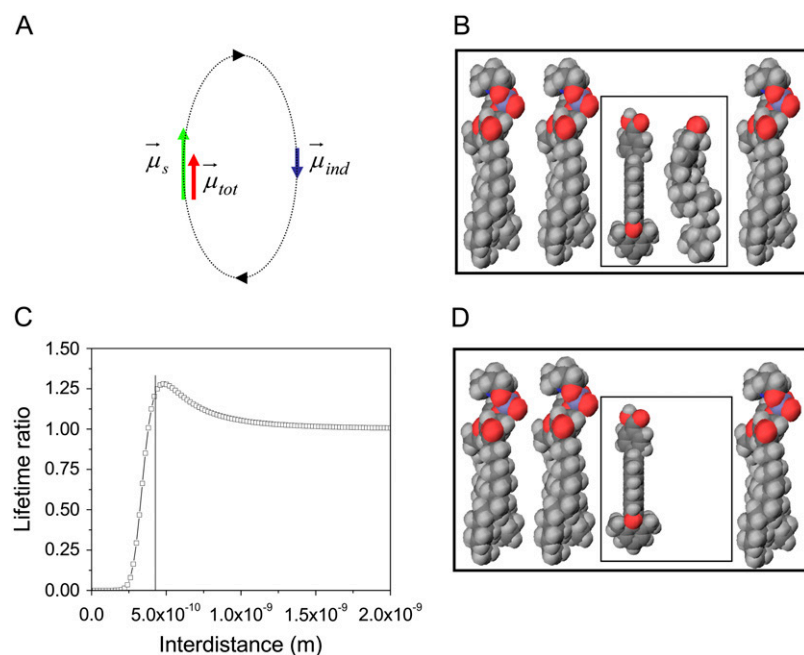 A
B
μ⃗s
μ⃗tot
μ⃗ind
C
D
1.50
1.25
1.00
0.75
0.50
0.25
0.00
Lifetime ratio
0.0 5.0x10⁻¹⁰ 1.0x10⁻⁹ 1.5x10⁻⁹ 2.0x10⁻⁹
Interdistance (m)